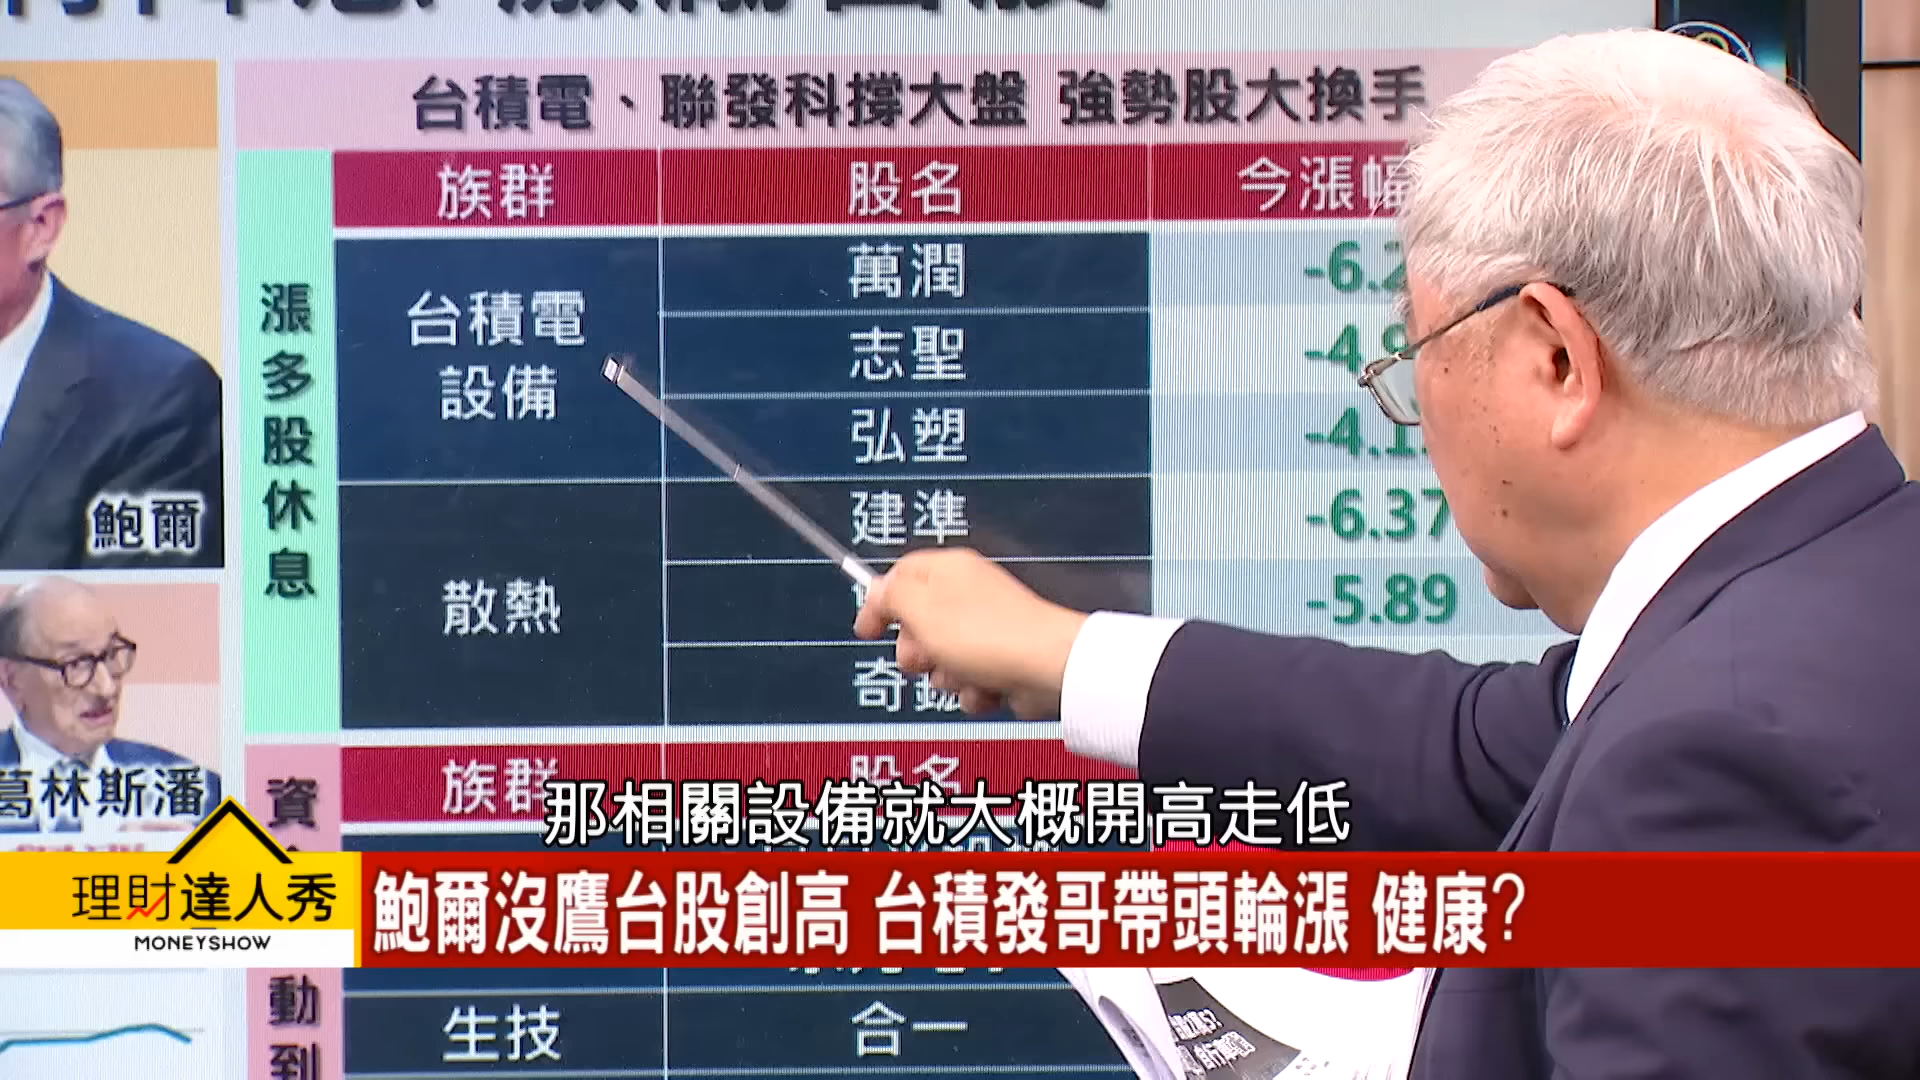 台積電、聯發科撐大盤 強勢股大換手
族群 股名 今漲幅
漲多股休息
台積電設備
萬潤 -6.2
志聖 -4.9
弘塑 -4.1
散熱
建準 -6.37
-5.89
奇鋐
鮑爾
葛林斯潘
資
族群 股名
那相關設備就大概開高走低
理財達人秀
MONEYSHOW
鮑爾沒鷹台股創高 台積發哥帶頭輪漲 健康?
動到
生技 合一